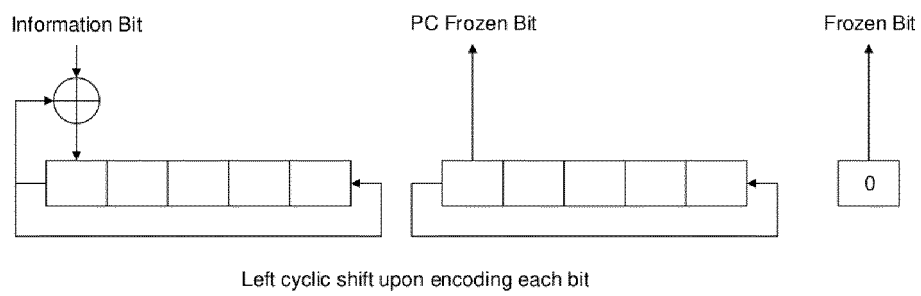 Information Bit
PC Frozen Bit
Frozen Bit
0
Left cyclic shift upon encoding each bit